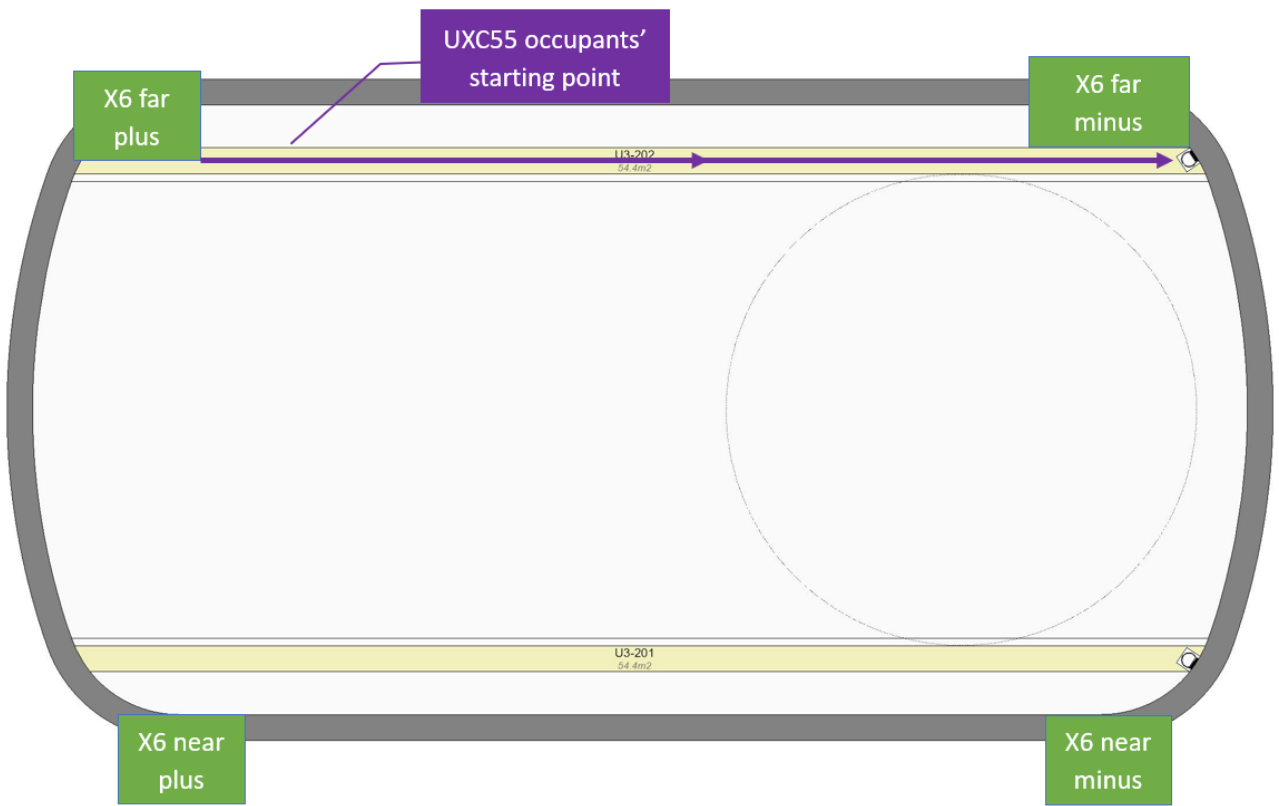 UXC55 occupants’
starting point
X6 far
plus
X6 far
minus
U3-202
54.4m2
U3-201
54.4m2
X6 near
plus
X6 near
minus